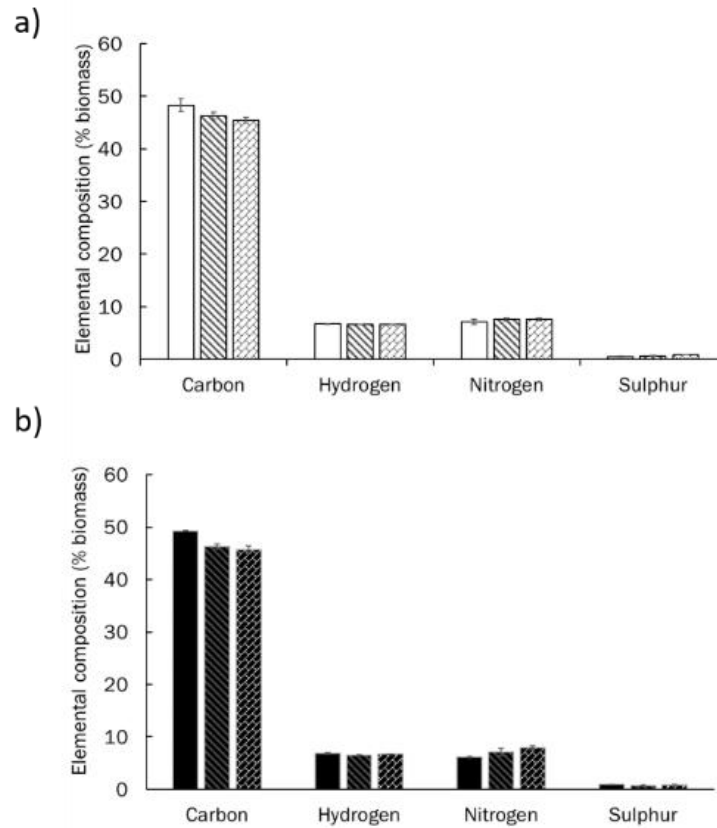 a)
Elemental composition (% biomass)
60
50
40
30
20
10
0
Carbon Hydrogen Nitrogen Sulphur
b)
Elemental composition (% biomass)
60
50
40
30
20
10
0
Carbon Hydrogen Nitrogen Sulphur